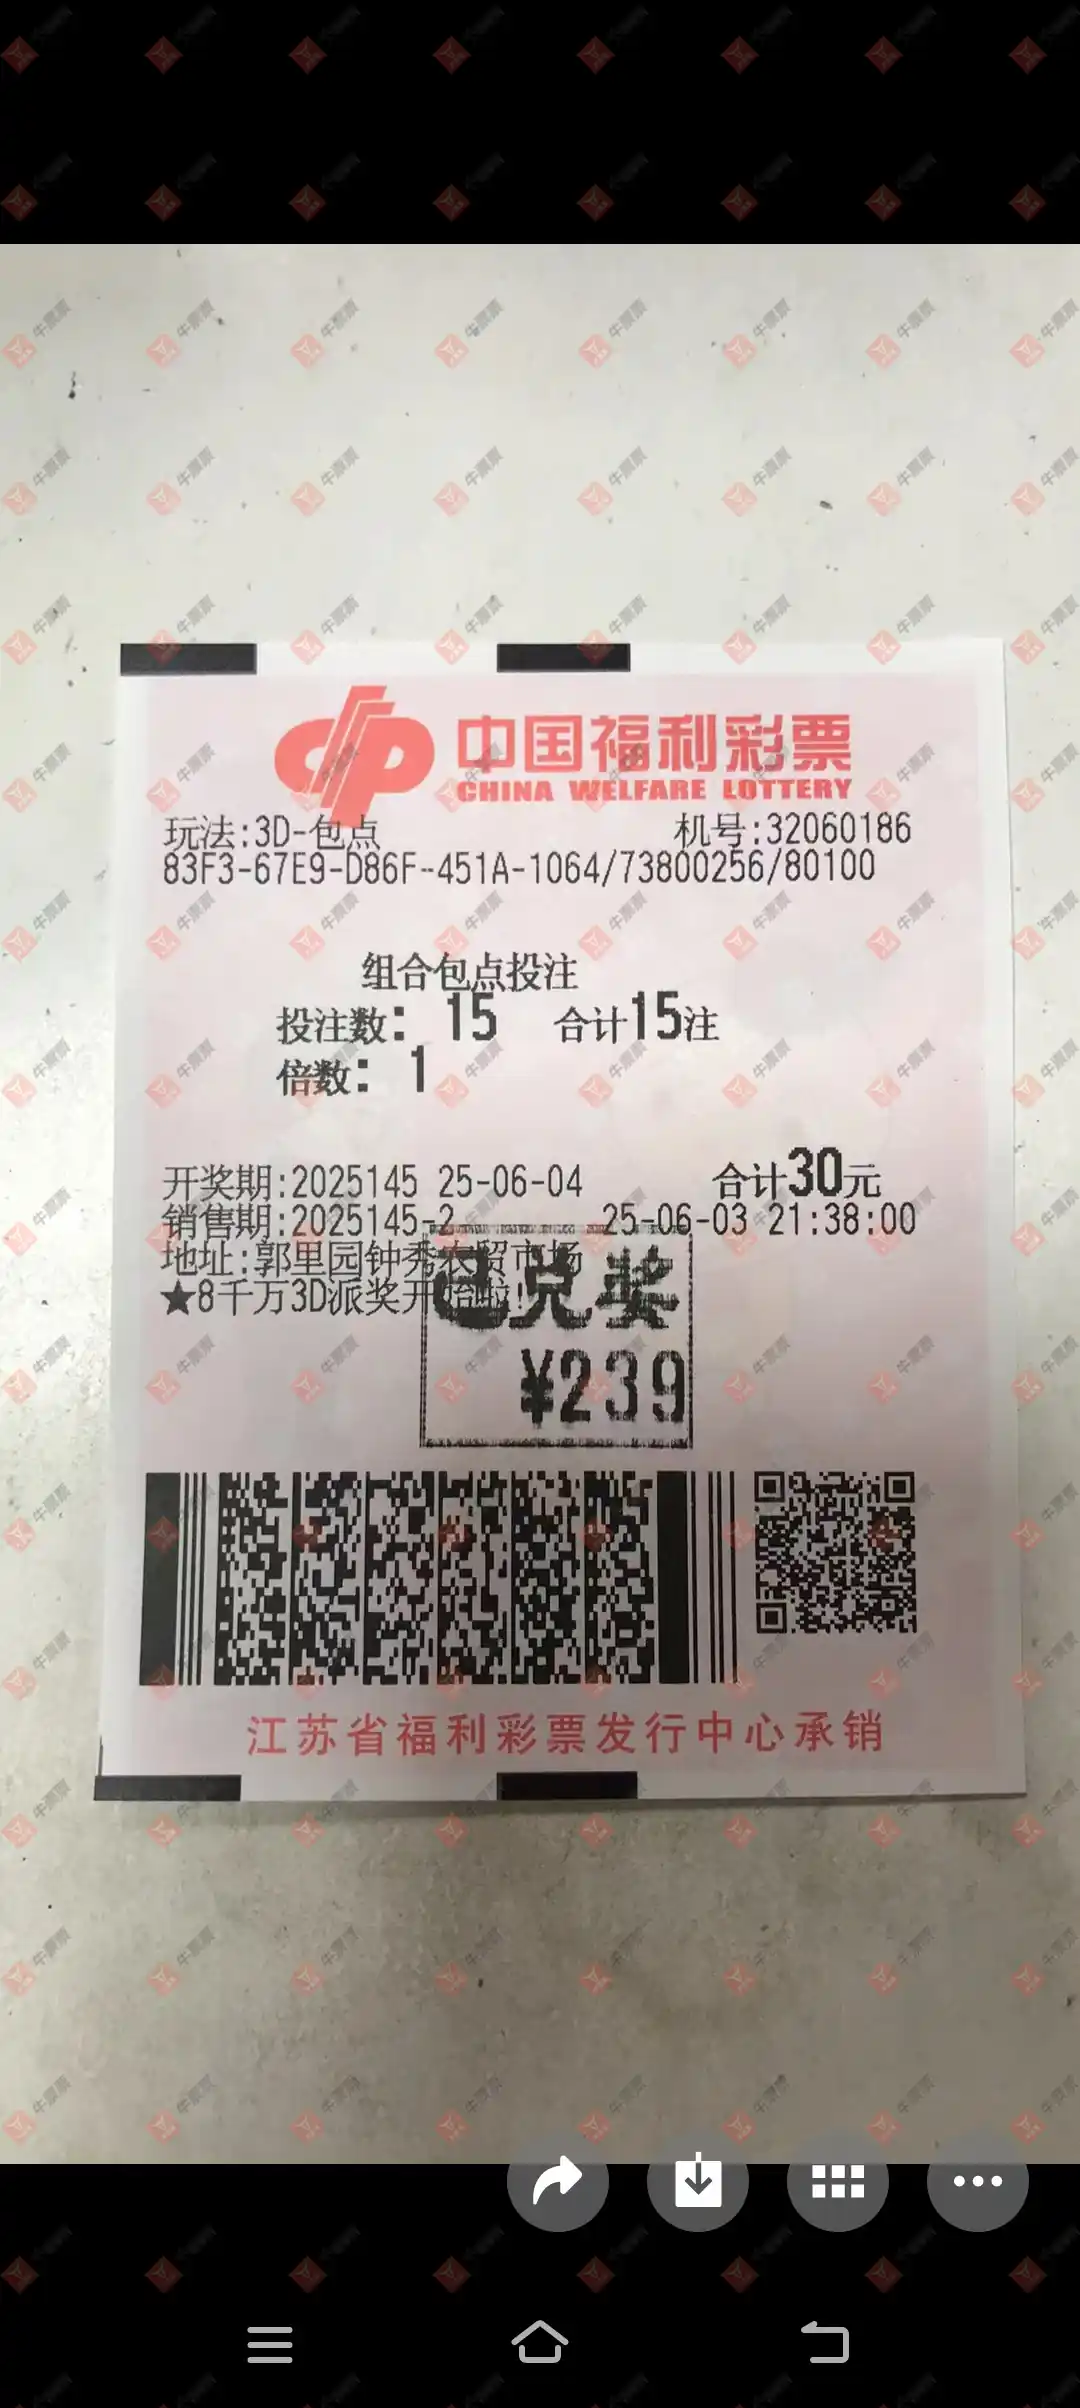 中国福利彩票
CHINA WELFARE LOTTERY
玩法:3D-包点 机号:32060186
83F3-67E9-D86F-451A-1064/73800256/80100
组合包点投注
投注数: 15 合计15注
倍数: 1
开奖期:2025145 25-06-04 合计30元
销售期:2025145-2 25-06-03 21:38:00
地址:郭里园钟秀农贸市场
★8千万3D派奖开始啦!
已兑奖
¥239
江苏省福利彩票发行中心承销
牛票票